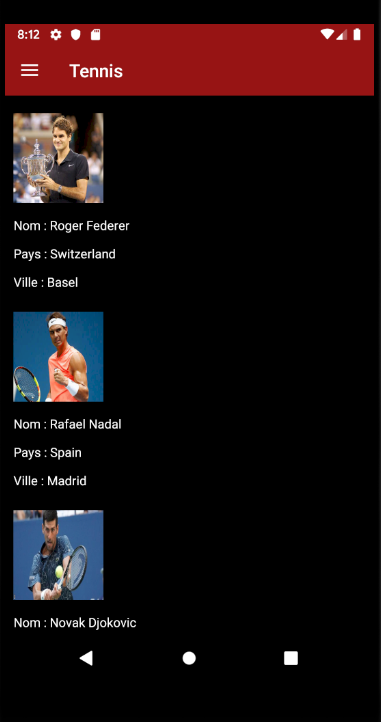 8:12
Tennis
Nom : Roger Federer
Pays : Switzerland
Ville : Basel
Nom : Rafael Nadal
Pays : Spain
Ville : Madrid
Nom : Novak Djokovic